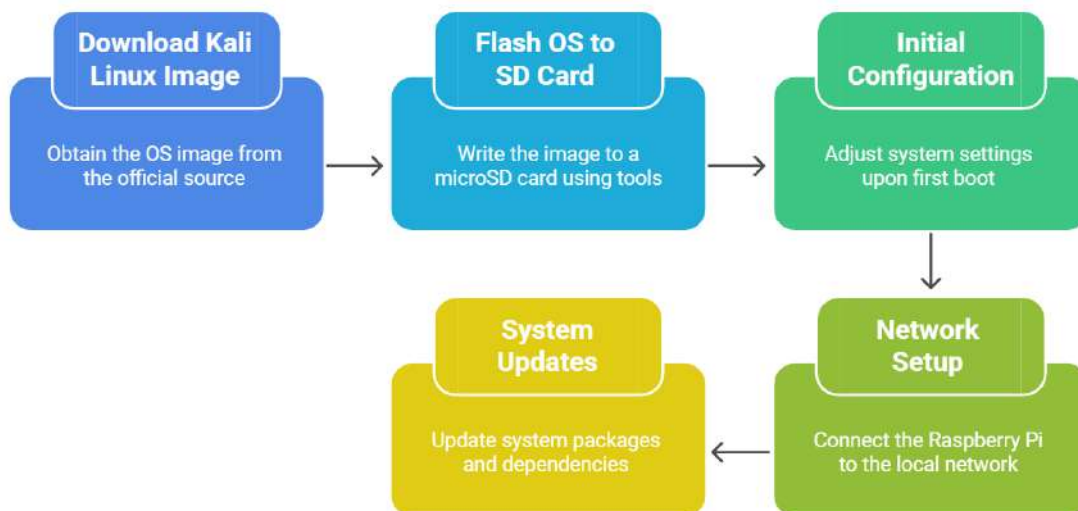 Download Kali
Linux Image
Obtain the OS image from
the official source
Flash OS to
SD Card
Write the image to a
microSD card using tools
Initial
Configuration
Adjust system settings
upon first boot
Network
Setup
Connect the Raspberry Pi
to the local network
System
Updates
Update system packages
and dependencies